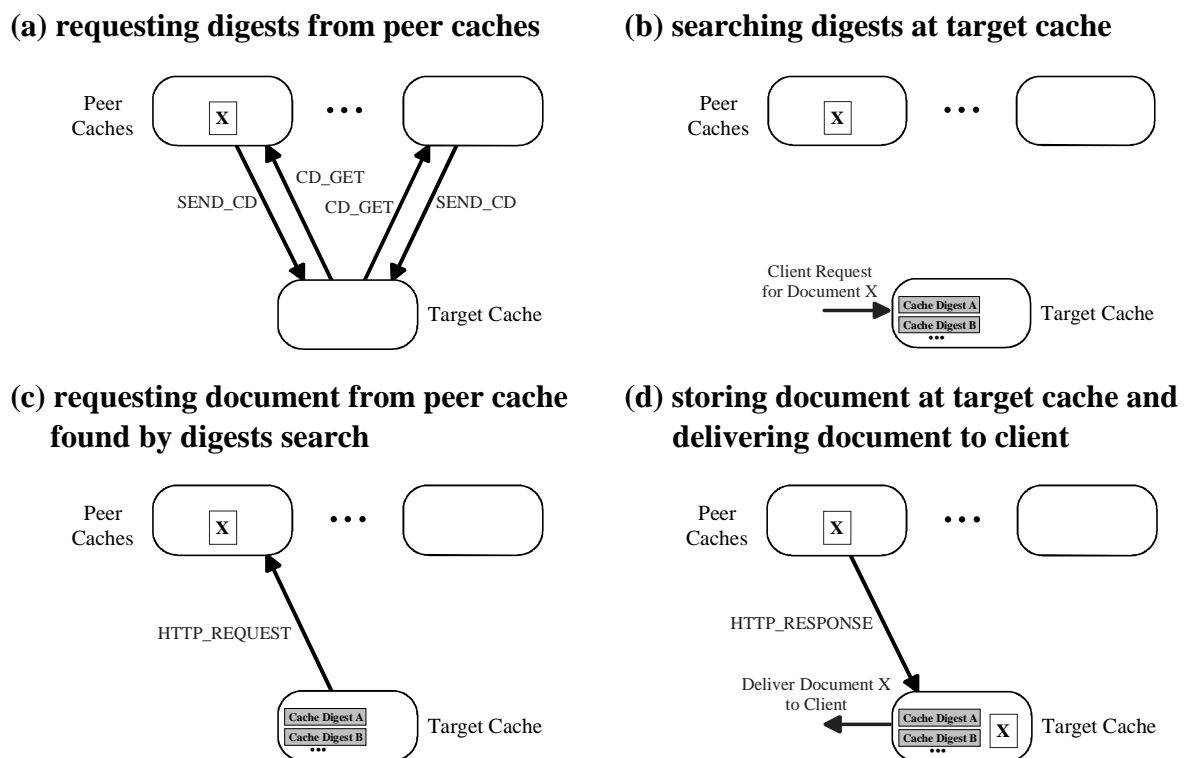 (a) requesting digests from peer caches
Peer
Caches
X
•••
CD_GET
SEND_CD
CD_GET
SEND_CD
Target Cache
(b) searching digests at target cache
Peer
Caches
X
•••
Client Request
for Document X
Cache Digest A
Cache Digest B
•••
Target Cache
(c) requesting document from peer cache
found by digests search
Peer
Caches
X
•••
HTTP_REQUEST
Cache Digest A
Cache Digest B
•••
Target Cache
(d) storing document at target cache and
delivering document to client
Peer
Caches
X
•••
HTTP_RESPONSE
Deliver Document X
to Client
Cache Digest A
Cache Digest B
•••
X
Target Cache